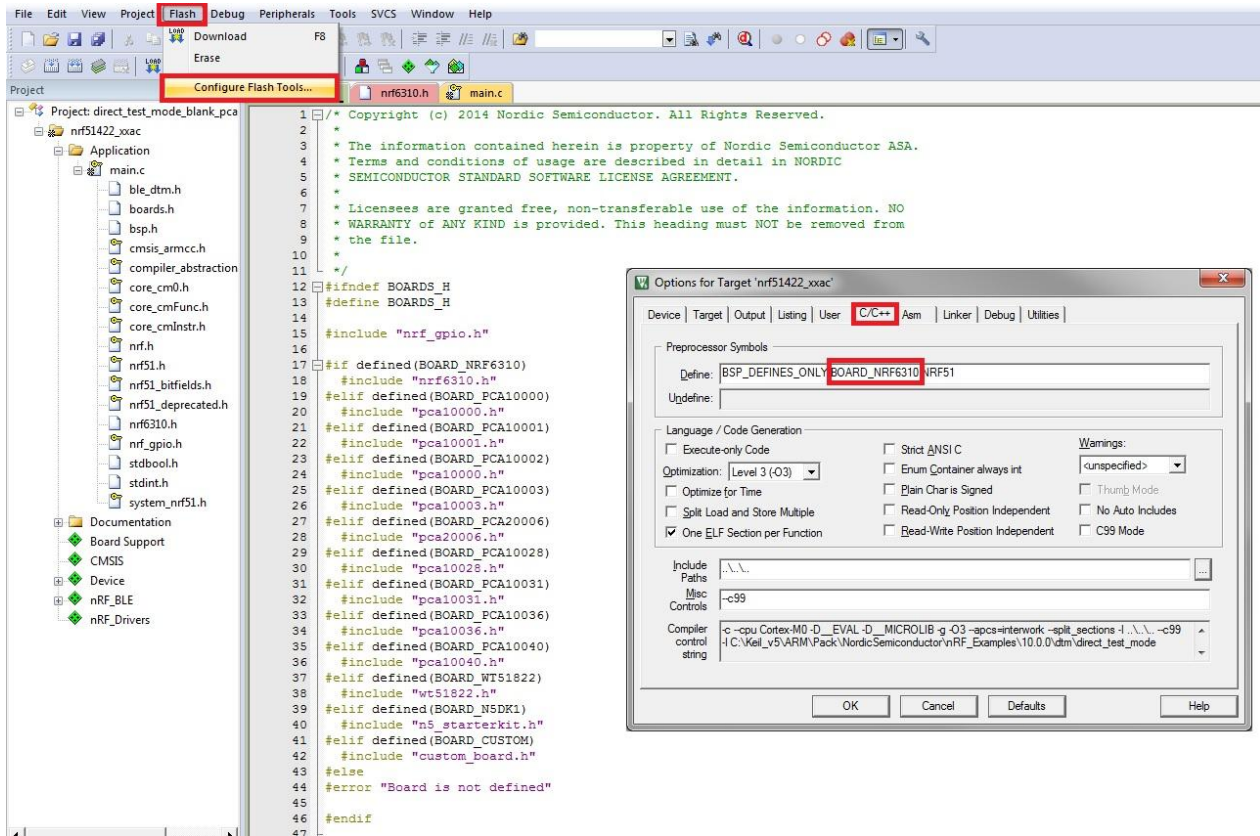 File Edit View Project Flash Debug Peripherals Tools SVCS Window Help
Download F8
Erase
Configure Flash Tools...
Project
nrf6310.h main.c
Project: direct_test_mode_blank_pca
nrf51422_xxac
Application
main.c
ble_dtm.h
boards.h
bsp.h
cmsis_armcc.h
compiler_abstraction
core_cm0.h
core_cmFunc.h
core_cmInstr.h
nrf.h
nrf51.h
nrf51_bitfields.h
nrf51_deprecated.h
nrf6310.h
nrf_gpio.h
stdbool.h
stdint.h
system_nrf51.h
Documentation
Board Support
CMSIS
Device
nRF_BLE
nRF_Drivers
1 /* Copyright (c) 2014 Nordic Semiconductor. All Rights Reserved.
2 *
3 * The information contained herein is property of Nordic Semiconductor ASA.
4 * Terms and conditions of usage are described in detail in NORDIC
5 * SEMICONDUCTOR STANDARD SOFTWARE LICENSE AGREEMENT.
6 *
7 * Licensees are granted free, non-transferable use of the information. NO
8 * WARRANTY of ANY KIND is provided. This heading must NOT be removed from
9 * the file.
10 *
11 */
12 #ifndef BOARDS_H
13 #define BOARDS_H
14
15 #include "nrf_gpio.h"
16
17 #if defined(BOARD_NRF6310)
18 #include "nrf6310.h"
19 #elif defined(BOARD_PCA10000)
20 #include "pca10000.h"
21 #elif defined(BOARD_PCA10001)
22 #include "pca10001.h"
23 #elif defined(BOARD_PCA10002)
24 #include "pca10000.h"
25 #elif defined(BOARD_PCA10003)
26 #include "pca10003.h"
27 #elif defined(BOARD_PCA20006)
28 #include "pca20006.h"
29 #elif defined(BOARD_PCA10028)
30 #include "pca10028.h"
31 #elif defined(BOARD_PCA10031)
32 #include "pca10031.h"
33 #elif defined(BOARD_PCA10036)
34 #include "pca10036.h"
35 #elif defined(BOARD_PCA10040)
36 #include "pca10040.h"
37 #elif defined(BOARD_WT51822)
38 #include "wt51822.h"
39 #elif defined(BOARD_N5DK1)
40 #include "n5_starterkit.h"
41 #elif defined(BOARD_CUSTOM)
42 #include "custom_board.h"
43 #else
44 #error "Board is not defined"
45
46 #endif
47
Options for Target 'nrf51422_xxac'
Device Target Output Listing User C/C++ Asm Linker Debug Utilities
Preprocessor Symbols
Define: BSP_DEFINES_ONLY BOARD_NRF6310 NRF51
Undefine:
Language / Code Generation
Execute-only Code
Optimization: Level 3 (-O3)
Optimize for Time
Split Load and Store Multiple
One ELF Section per Function
Strict ANSI C
Enum Container always int
Plain Char is Signed
Read-Only Position Independent
Read-Write Position Independent
Warnings:
<unspecified>
Thumb Mode
No Auto Includes
C99 Mode
Include Paths ..\..\..
...
Misc Controls --c99
Compiler control string
-c --cpu Cortex-M0 -D__EVAL -D__MICROLIB -g -O3 --apcs=interwork --split_sections -I ..\..\.. --c99
-I C:\Keil_v5\ARM\Pack\NordicSemiconductor\nRF_Examples\10.0.0\dtm\direct_test_mode
OK Cancel Defaults Help